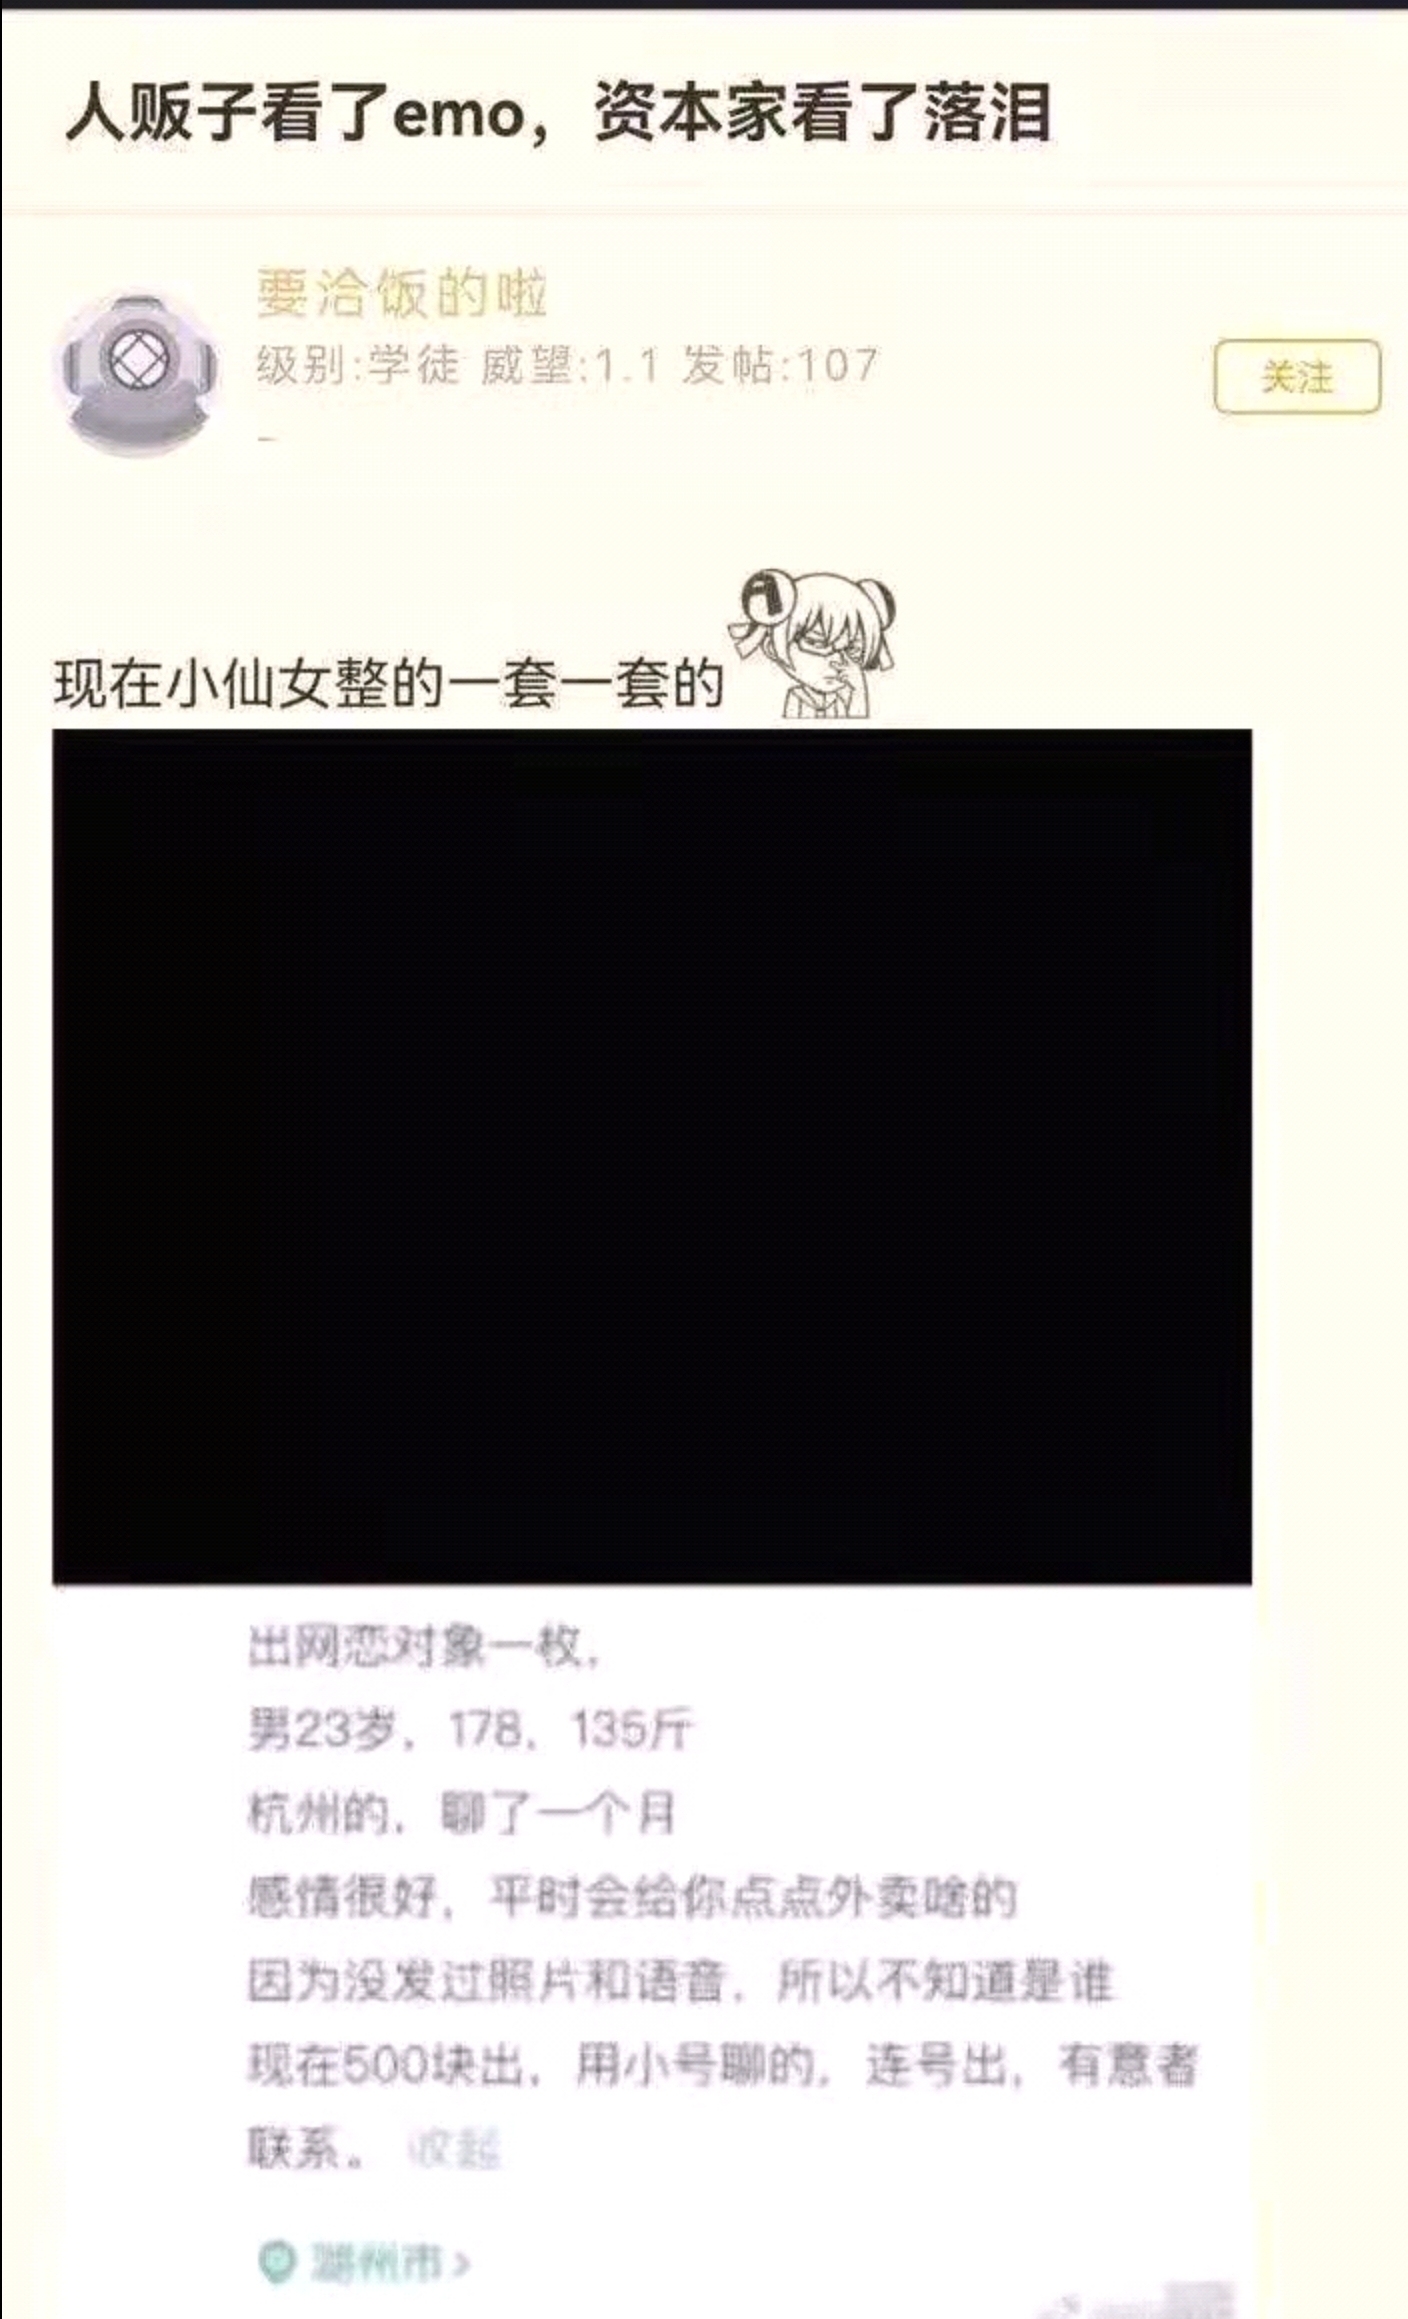 人贩子看了emo，资本家看了落泪
要洽饭的啦
级别:学徒 威望:1.1 发帖:107
关注
现在小仙女整的一套一套的
出网恋对象一枚，
男23岁，178，135斤
杭州的，聊了一个月
感情很好，平时会给你点点外卖啥的
因为没发过照片和语音，所以不知道是谁
现在500块出，用小号聊的，连号出，有意者
联系。 收起
州市